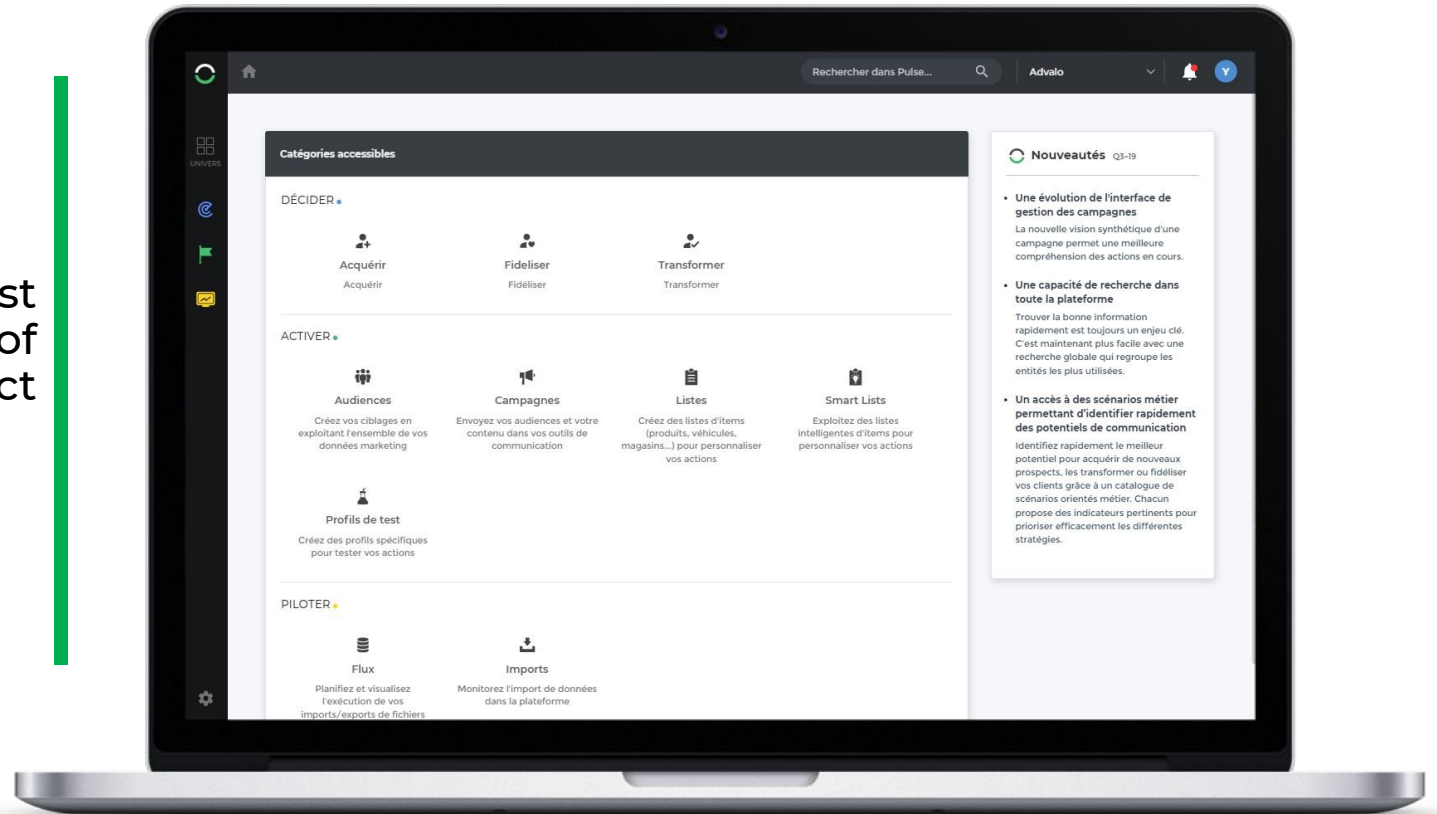 st
of
ct
Rechercher dans Pulse...
Advalo
Y
UNIVERS
Catégories accessibles
DÉCIDER
Acquérir
Fideliser
Transformer
Acquérir
Fidéliser
Transformer
ACTIVER
Audiences
Campagnes
Listes
Smart Lists
Créez vos ciblages en
exploitant l'ensemble de vos
données marketing
Envoyez vos audiences et votre
contenu dans vos outils de
communication
Créez des listes d'items
(produits, véhicules,
magasins...) pour personnaliser
vos actions
Exploitez des listes
intelligentes d'items pour
personnaliser vos actions
Profils de test
Créez des profils spécifiques
pour tester vos actions
PILOTER
Flux
Imports
Planifiez et visualisez
l'exécution de vos
imports/exports de fichiers
Monitorez l'import de données
dans la plateforme
Nouveautés Q3-19
• Une évolution de l'interface de
gestion des campagnes
La nouvelle vision synthétique d'une
campagne permet une meilleure
compréhension des actions en cours.
• Une capacité de recherche dans
toute la plateforme
Trouver la bonne information
rapidement est toujours un enjeu clé.
C'est maintenant plus facile avec une
recherche globale qui regroupe les
entités les plus utilisées.
• Un accès à des scénarios métier
permettant d'identifier rapidement
des potentiels de communication
Identifiez rapidement le meilleur
potentiel pour acquérir de nouveaux
prospects, les transformer ou fidéliser
vos clients grâce à un catalogue de
scénarios orientés métier. Chacun
propose des indicateurs pertinents pour
prioriser efficacement les différentes
stratégies.